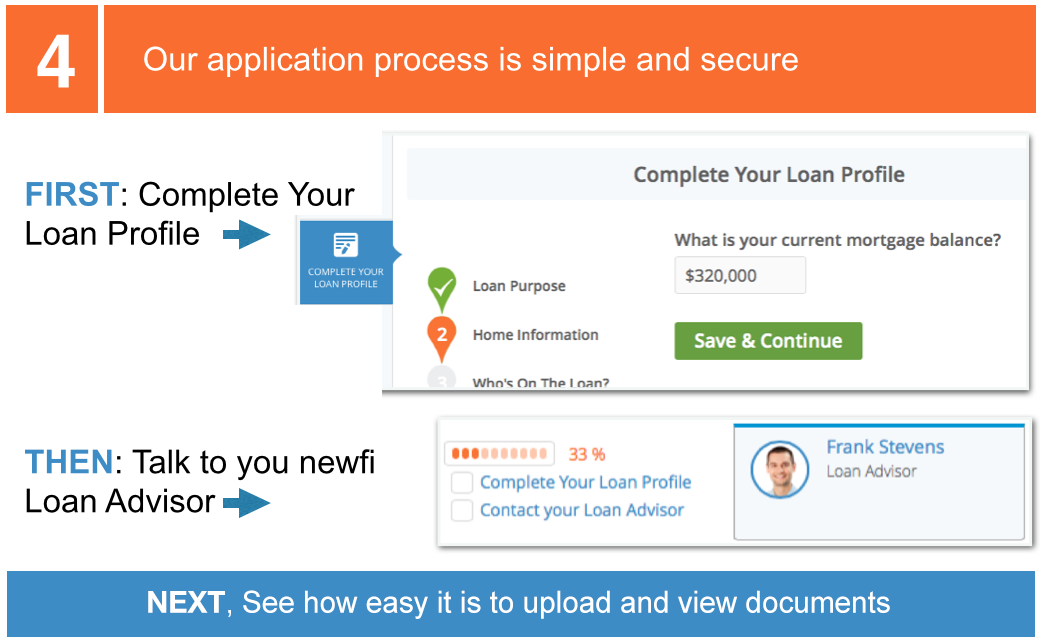 4
Our application process is simple and secure
FIRST: Complete Your
Loan Profile
COMPLETE YOUR
LOAN PROFILE
Complete Your Loan Profile
What is your current mortgage balance?
$320,000
Loan Purpose
2
Home Information
Save & Continue
3
Who's On The Loan?
THEN: Talk to you newfi
Loan Advisor
33 %
Complete Your Loan Profile
Contact your Loan Advisor
Frank Stevens
Loan Advisor
NEXT, See how easy it is to upload and view documents